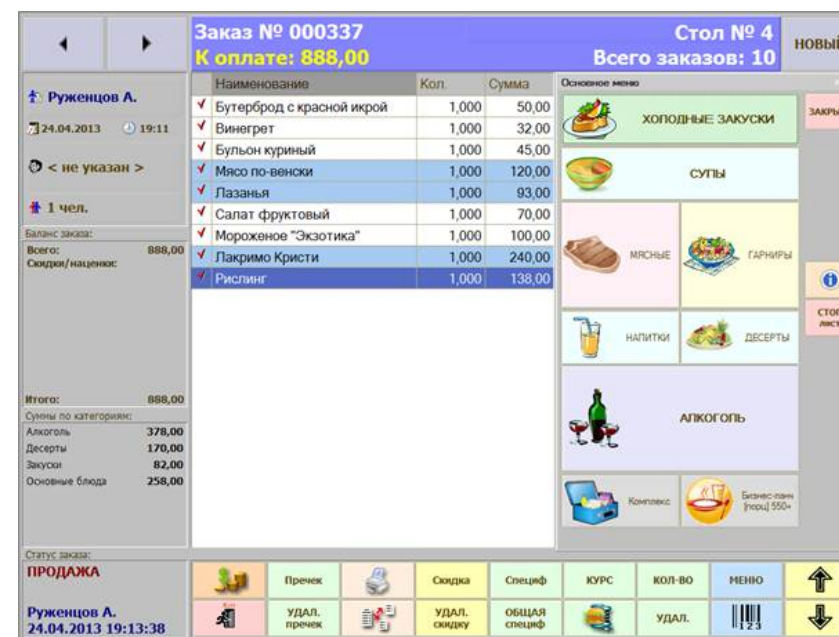 Заказ № 000337
Стол № 4
К оплате: 888,00
Всего заказов: 10
НОВЫЙ
Руженцов А.
24.04.2013 19:11
< не указан >
1 чел.
Баланс заказа:
Всего: 888,00
Скидки/наценки:
Итого: 888,00
Суммы по категориям:
Алкоголь 378,00
Десерты 170,00
Закуски 82,00
Основные блюда 258,00
Статус заказа:
ПРОДАЖА
Руженцов А.
24.04.2013 19:13:38
Наименование Кол. Сумма
Бутерброд с красной икрой 1,000 50,00
Винегрет 1,000 32,00
Бульон куриный 1,000 45,00
Мясо по-венски 1,000 120,00
Лазанья 1,000 93,00
Салат фруктовый 1,000 70,00
Мороженое "Экзотика" 1,000 100,00
Лакримо Кристи 1,000 240,00
Рислинг 1,000 138,00
Основное меню
ХОЛОДНЫЕ ЗАКУСКИ
СУПЫ
МЯСНЫЕ
ГАРНИРЫ
НАПИТКИ
ДЕСЕРТЫ
АЛКОГОЛЬ
Комплекс
Бизнес-ланч
[порц] 550=
ЗАКРЫ
СТОП
лист
Пречек
Скидка
Специф
КУРС
КОЛ-ВО
МЕНЮ
УДАЛ.
пречек
УДАЛ.
скидку
ОБЩАЯ
специф
УДАЛ.
123